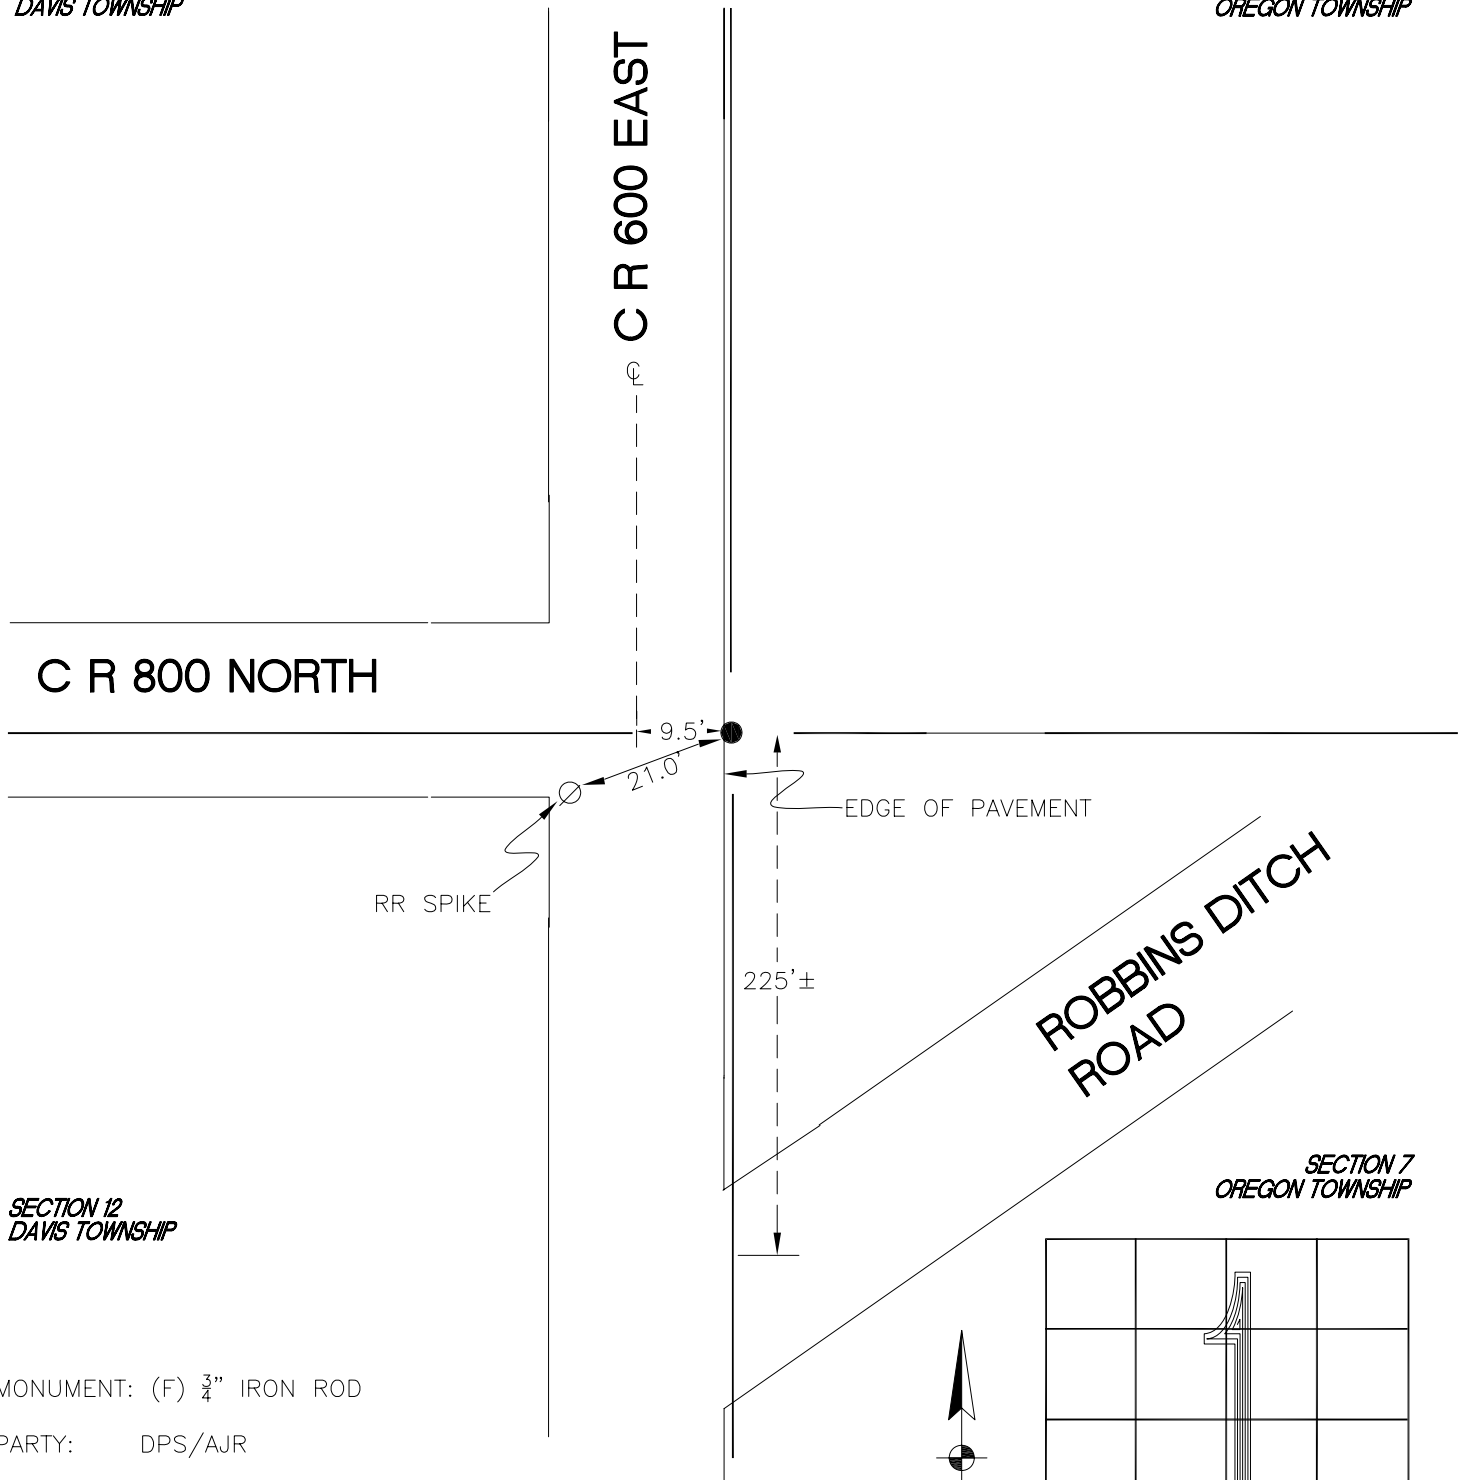 DAVIS TOWNSHIP
OREGON TOWNSHIP
C R 600 EAST
℄
C R 800 NORTH
9.5'
21.0'
EDGE OF PAVEMENT
RR SPIKE
225'±
ROBBINS DITCH
ROAD
SECTION 7
OREGON TOWNSHIP
SECTION 12
DAVIS TOWNSHIP
1
MONUMENT: (F) 3/4" IRON ROD
PARTY: DPS/AJR